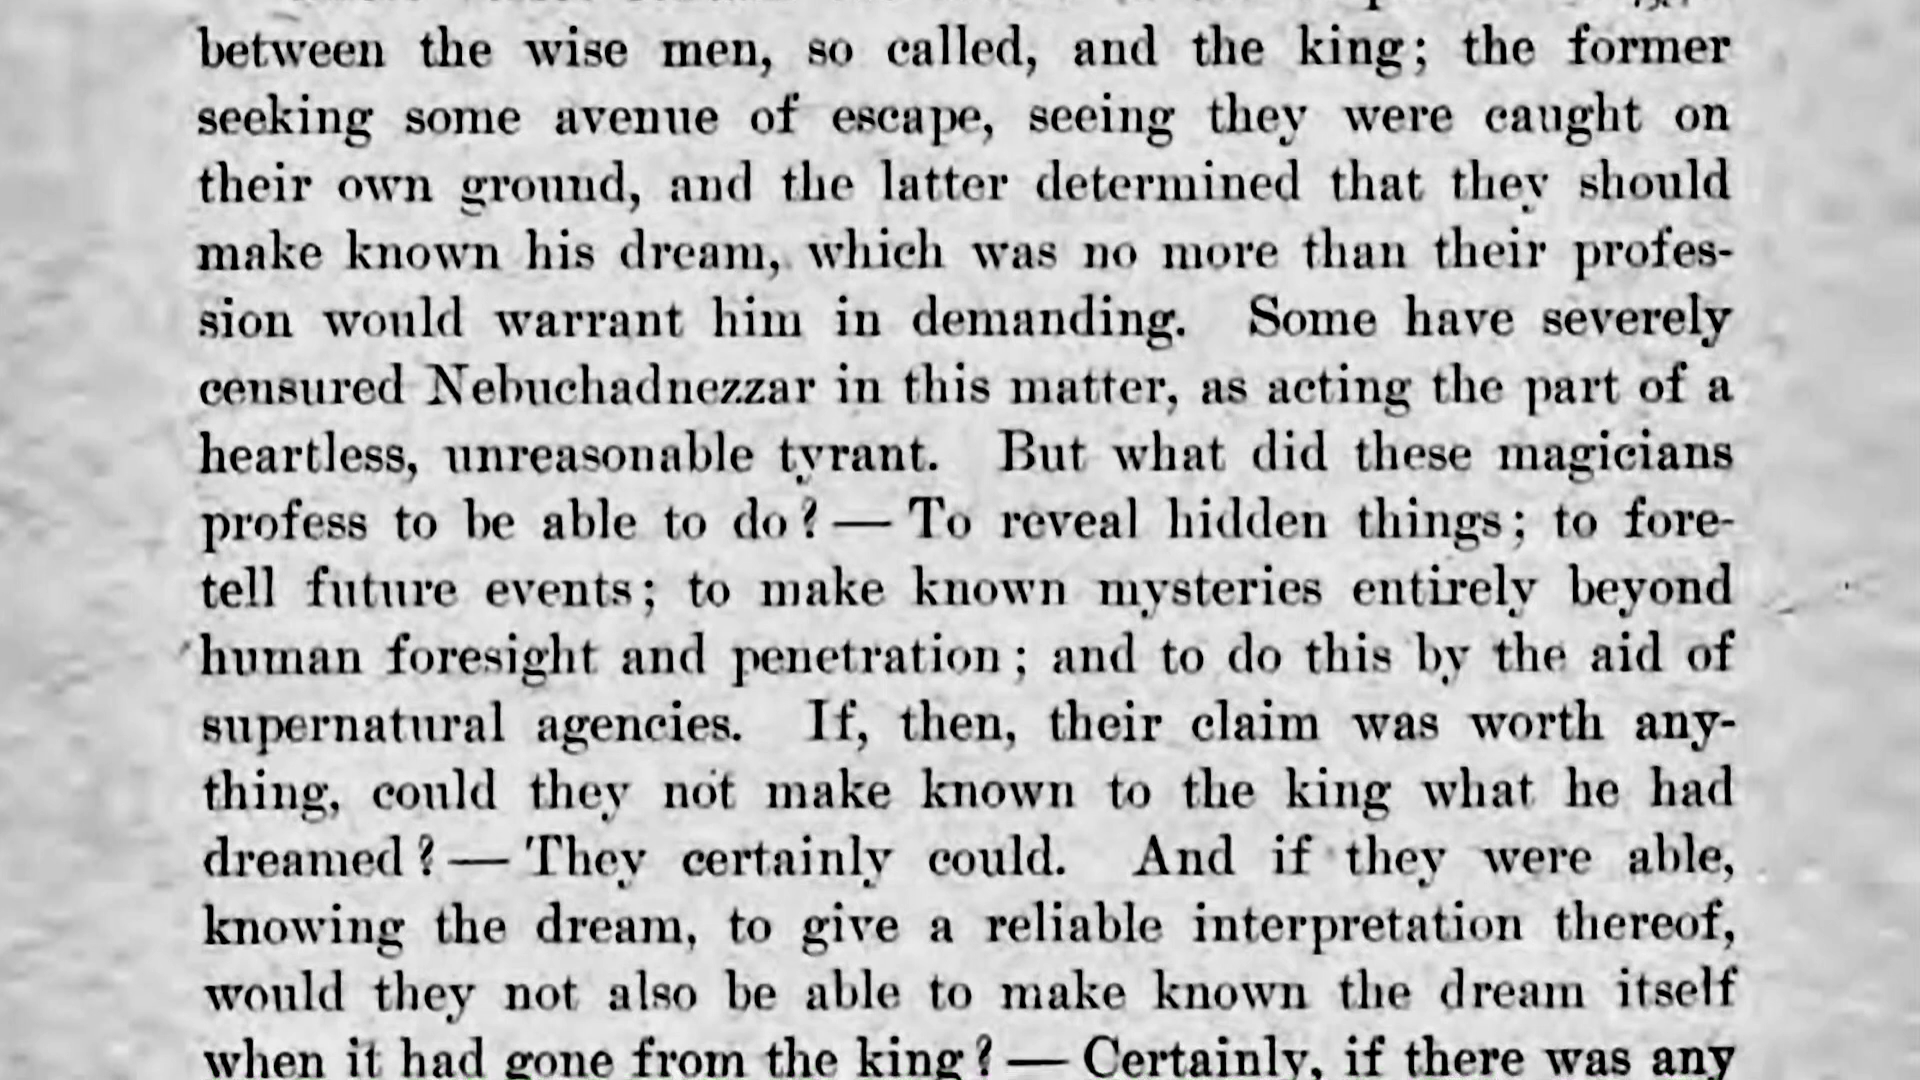 between the wise men, so called, and the king; the former
seeking some avenue of escape, seeing they were caught on
their own ground, and the latter determined that they should
make known his dream, which was no more than their profes-
sion would warrant him in demanding. Some have severely
censured Nebuchadnezzar in this matter, as acting the part of a
heartless, unreasonable tyrant. But what did these magicians
profess to be able to do? — To reveal hidden things; to fore-
tell future events; to make known mysteries entirely beyond
human foresight and penetration; and to do this by the aid of
supernatural agencies. If, then, their claim was worth any-
thing, could they not make known to the king what he had
dreamed? — They certainly could. And if they were able,
knowing the dream, to give a reliable interpretation thereof,
would they not also be able to make known the dream itself
when it had gone from the king? — Certainly, if there was any